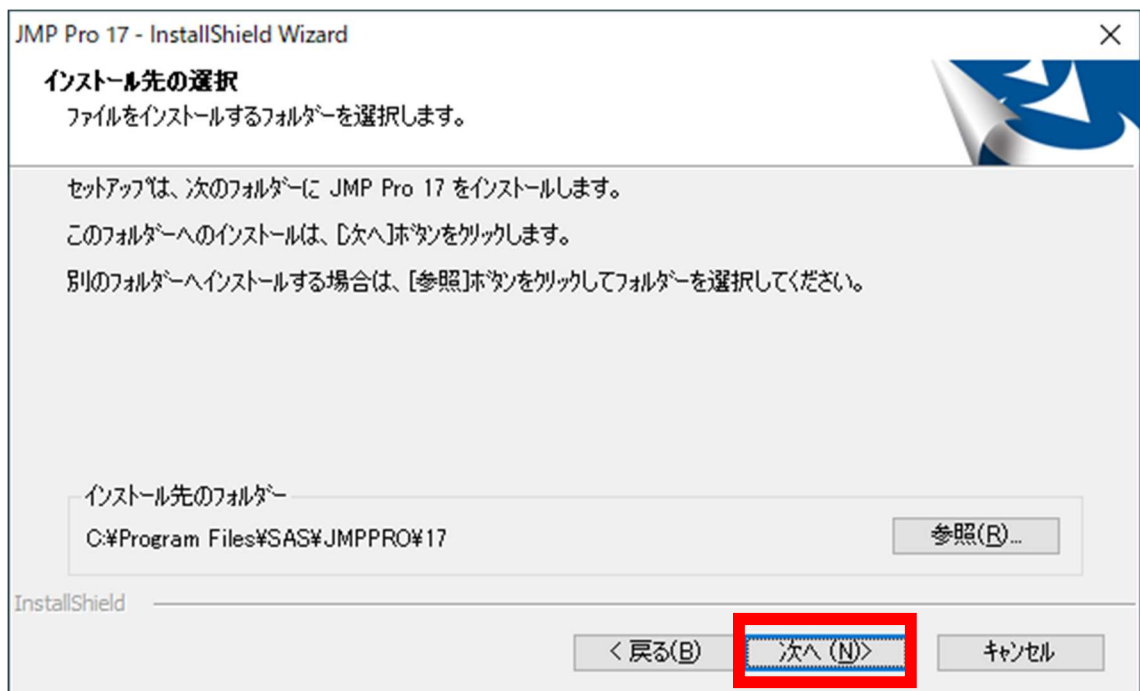 JMP Pro 17 - InstallShield Wizard
インストール先の選択
ファイルをインストールするフォルダーを選択します。
セットアップは、次のフォルダーに JMP Pro 17 をインストールします。
このフォルダーへのインストールは、[次へ]ボタンをクリックします。
別のフォルダーへインストールする場合は、[参照]ボタンをクリックしてフォルダーを選択してください。
インストール先のフォルダー
C:¥Program Files¥SAS¥JMPPRO¥17
参照(R)...
InstallShield
< 戻る(B)
次へ (N)>
キャンセル